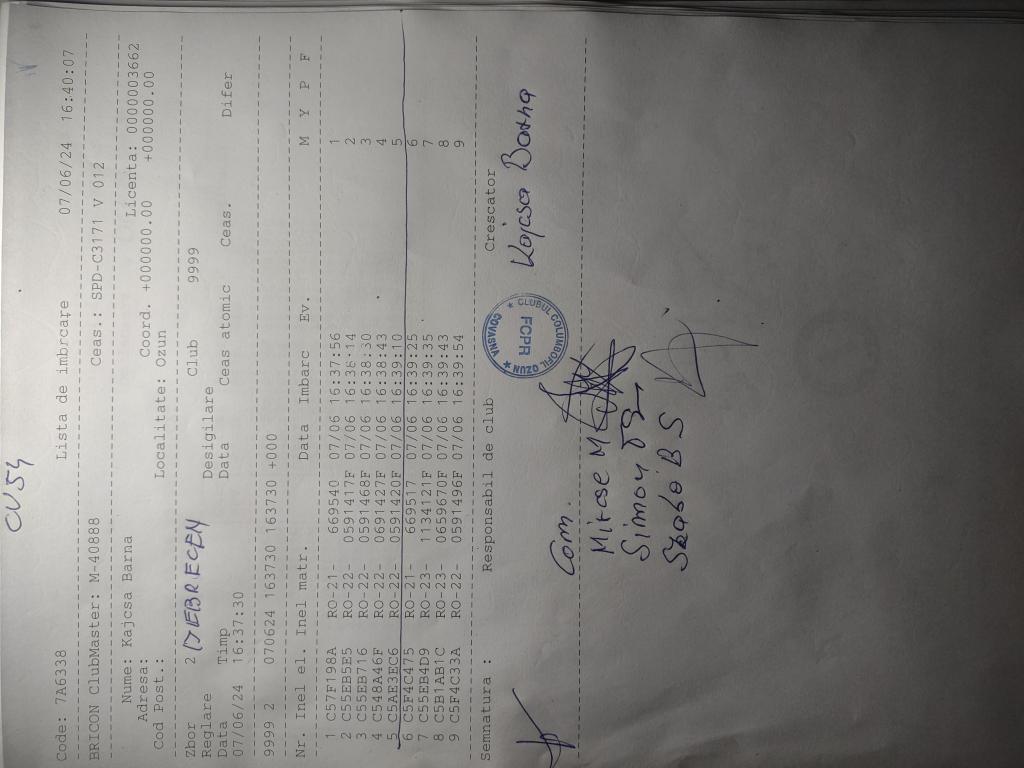 CV54
Code: 7A6338 Lista de imbrcare 07/06/24 16:40:07
BRICON ClubMaster: M-40888 Ceas.: SPD-C3171 V 012
Nume: Kajcsa Barna Licenta: 0000003662
Adresa: Coord. +000000.00 +0000000.00
Cod Post.: Localitate: Ozun
Zbor 2 DEBRECEN Club 9999
Reglare Desigilare
Data Timp Data Ceas atomic Ceas. Difer
07/06/24 16:37:30
9999 2 070624 163730 163730 +000
Nr. Inel el. Inel matr. Data Imbarc Ev. M Y P F
1 C57F198A RO-21- 669540 07/06 16:37:56 1
2 C55EB5E5 RO-22- 0591417F 07/06 16:38:14 2
3 C55EB716 RO-22- 0591468F 07/06 16:38:30 3
4 C548A46F RO-22- 0691427F 07/06 16:38:43 4
5 C5AE3EC6 RO-22- 0591420F 07/06 16:39:10 5
6 C5F4C475 RO-21- 669517 07/06 16:39:25 6
7 C55EB4D9 RO-23- 1134121F 07/06 16:39:35 7
8 C5B1AB1C RO-23- 0659670F 07/06 16:39:43 8
9 C5F4C33A RO-22- 0591496F 07/06 16:39:54 9
Semnatura : Responsabil de club Crescator
CLUBUL COLUMBOFIL OZUN ★ COVASNA ★
FCPR
Kajcsa Barna
Com.
Mikse M
Simoy
Szabó B S